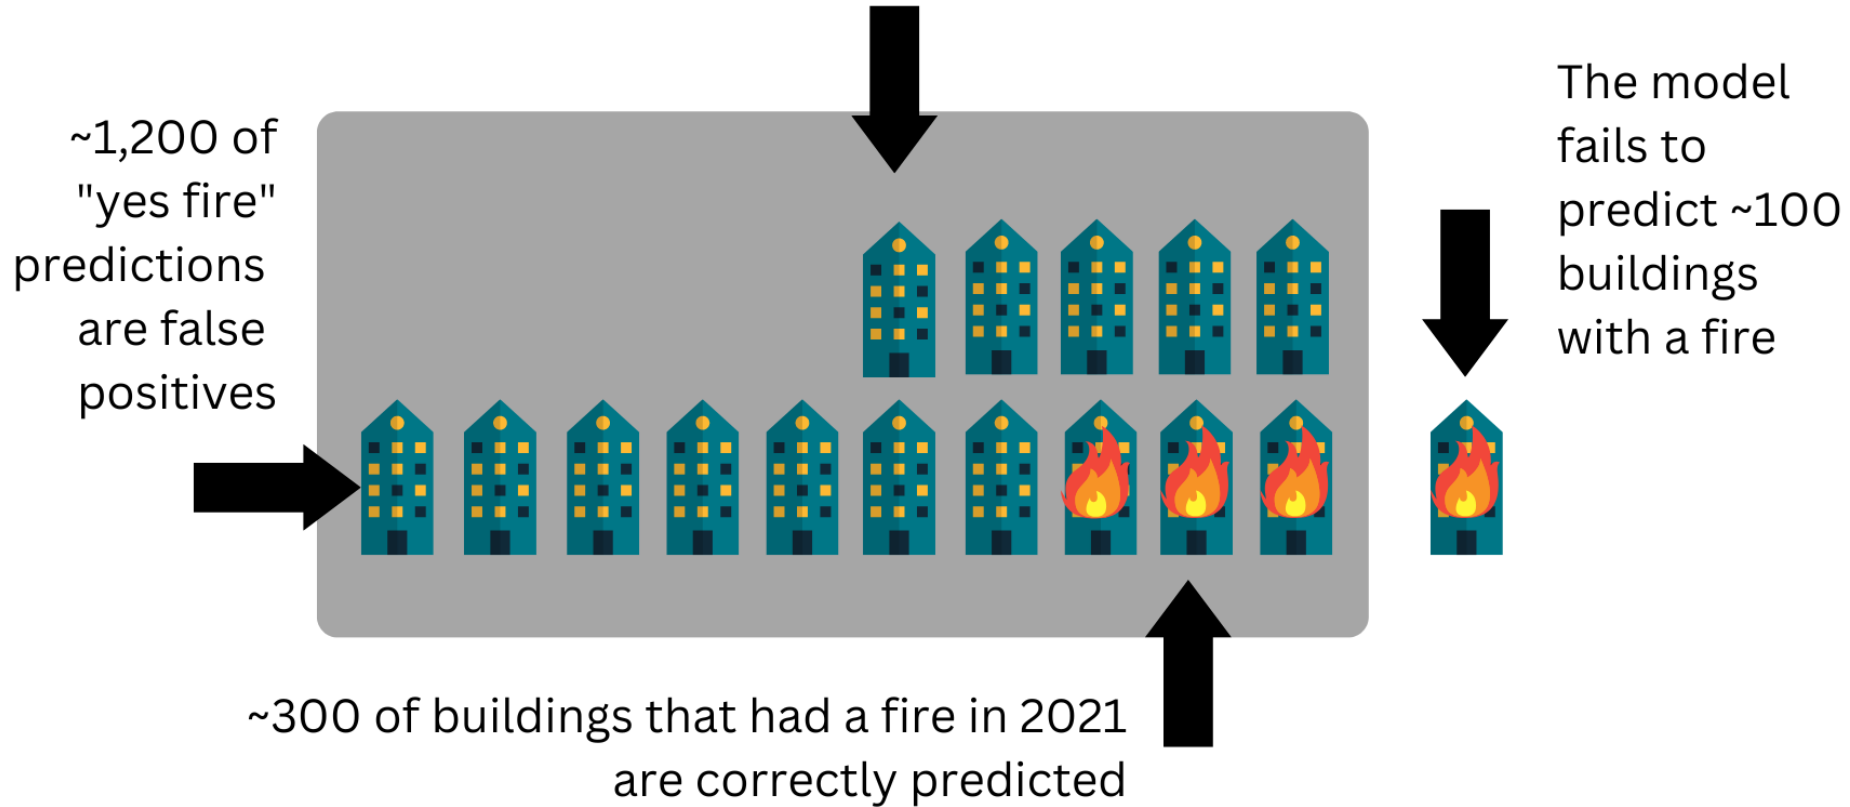 ~1,200 of
"yes fire"
predictions
are false
positives
The model
fails to
predict ~100
buildings
with a fire
~300 of buildings that had a fire in 2021
are correctly predicted